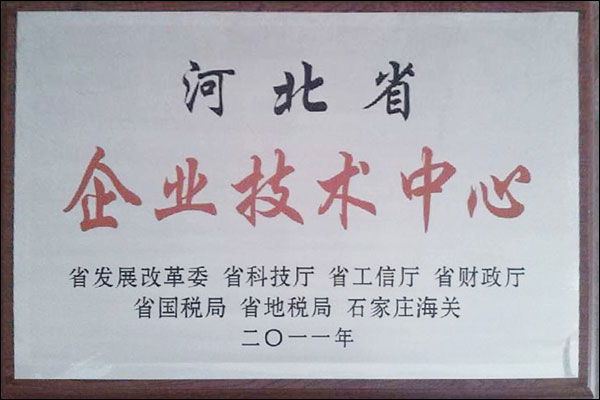 河北省
企业技术中心
省发展改革委 省科技厅 省工信厅 省财政厅
省国税局 省地税局 石家庄海关
二〇一一年